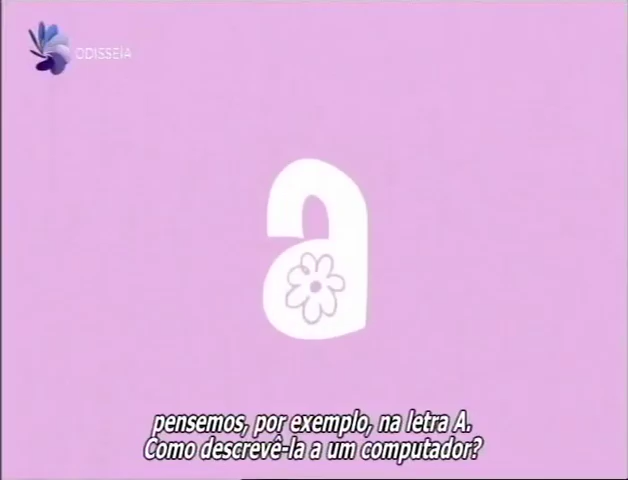 ODISSEIA
a
pensemos, por exemplo, na letra A.
Como descrevê-la a um computador?